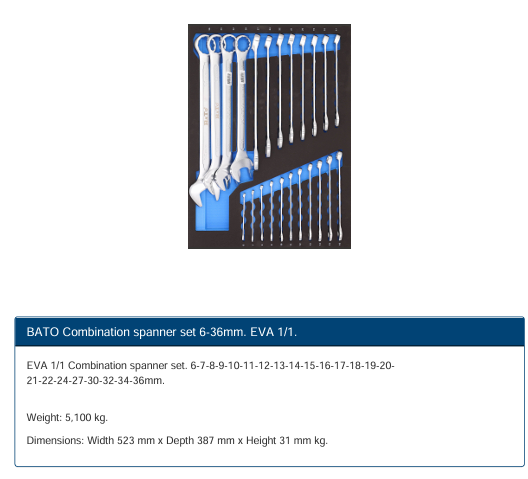 BATO Combination spanner set 6-36mm. EVA 1/1.
EVA 1/1 Combination spanner set. 6-7-8-9-10-11-12-13-14-15-16-17-18-19-20-
21-22-24-27-30-32-34-36mm.
Weight: 5,100 kg.
Dimensions: Width 523 mm x Depth 387 mm x Height 31 mm kg.